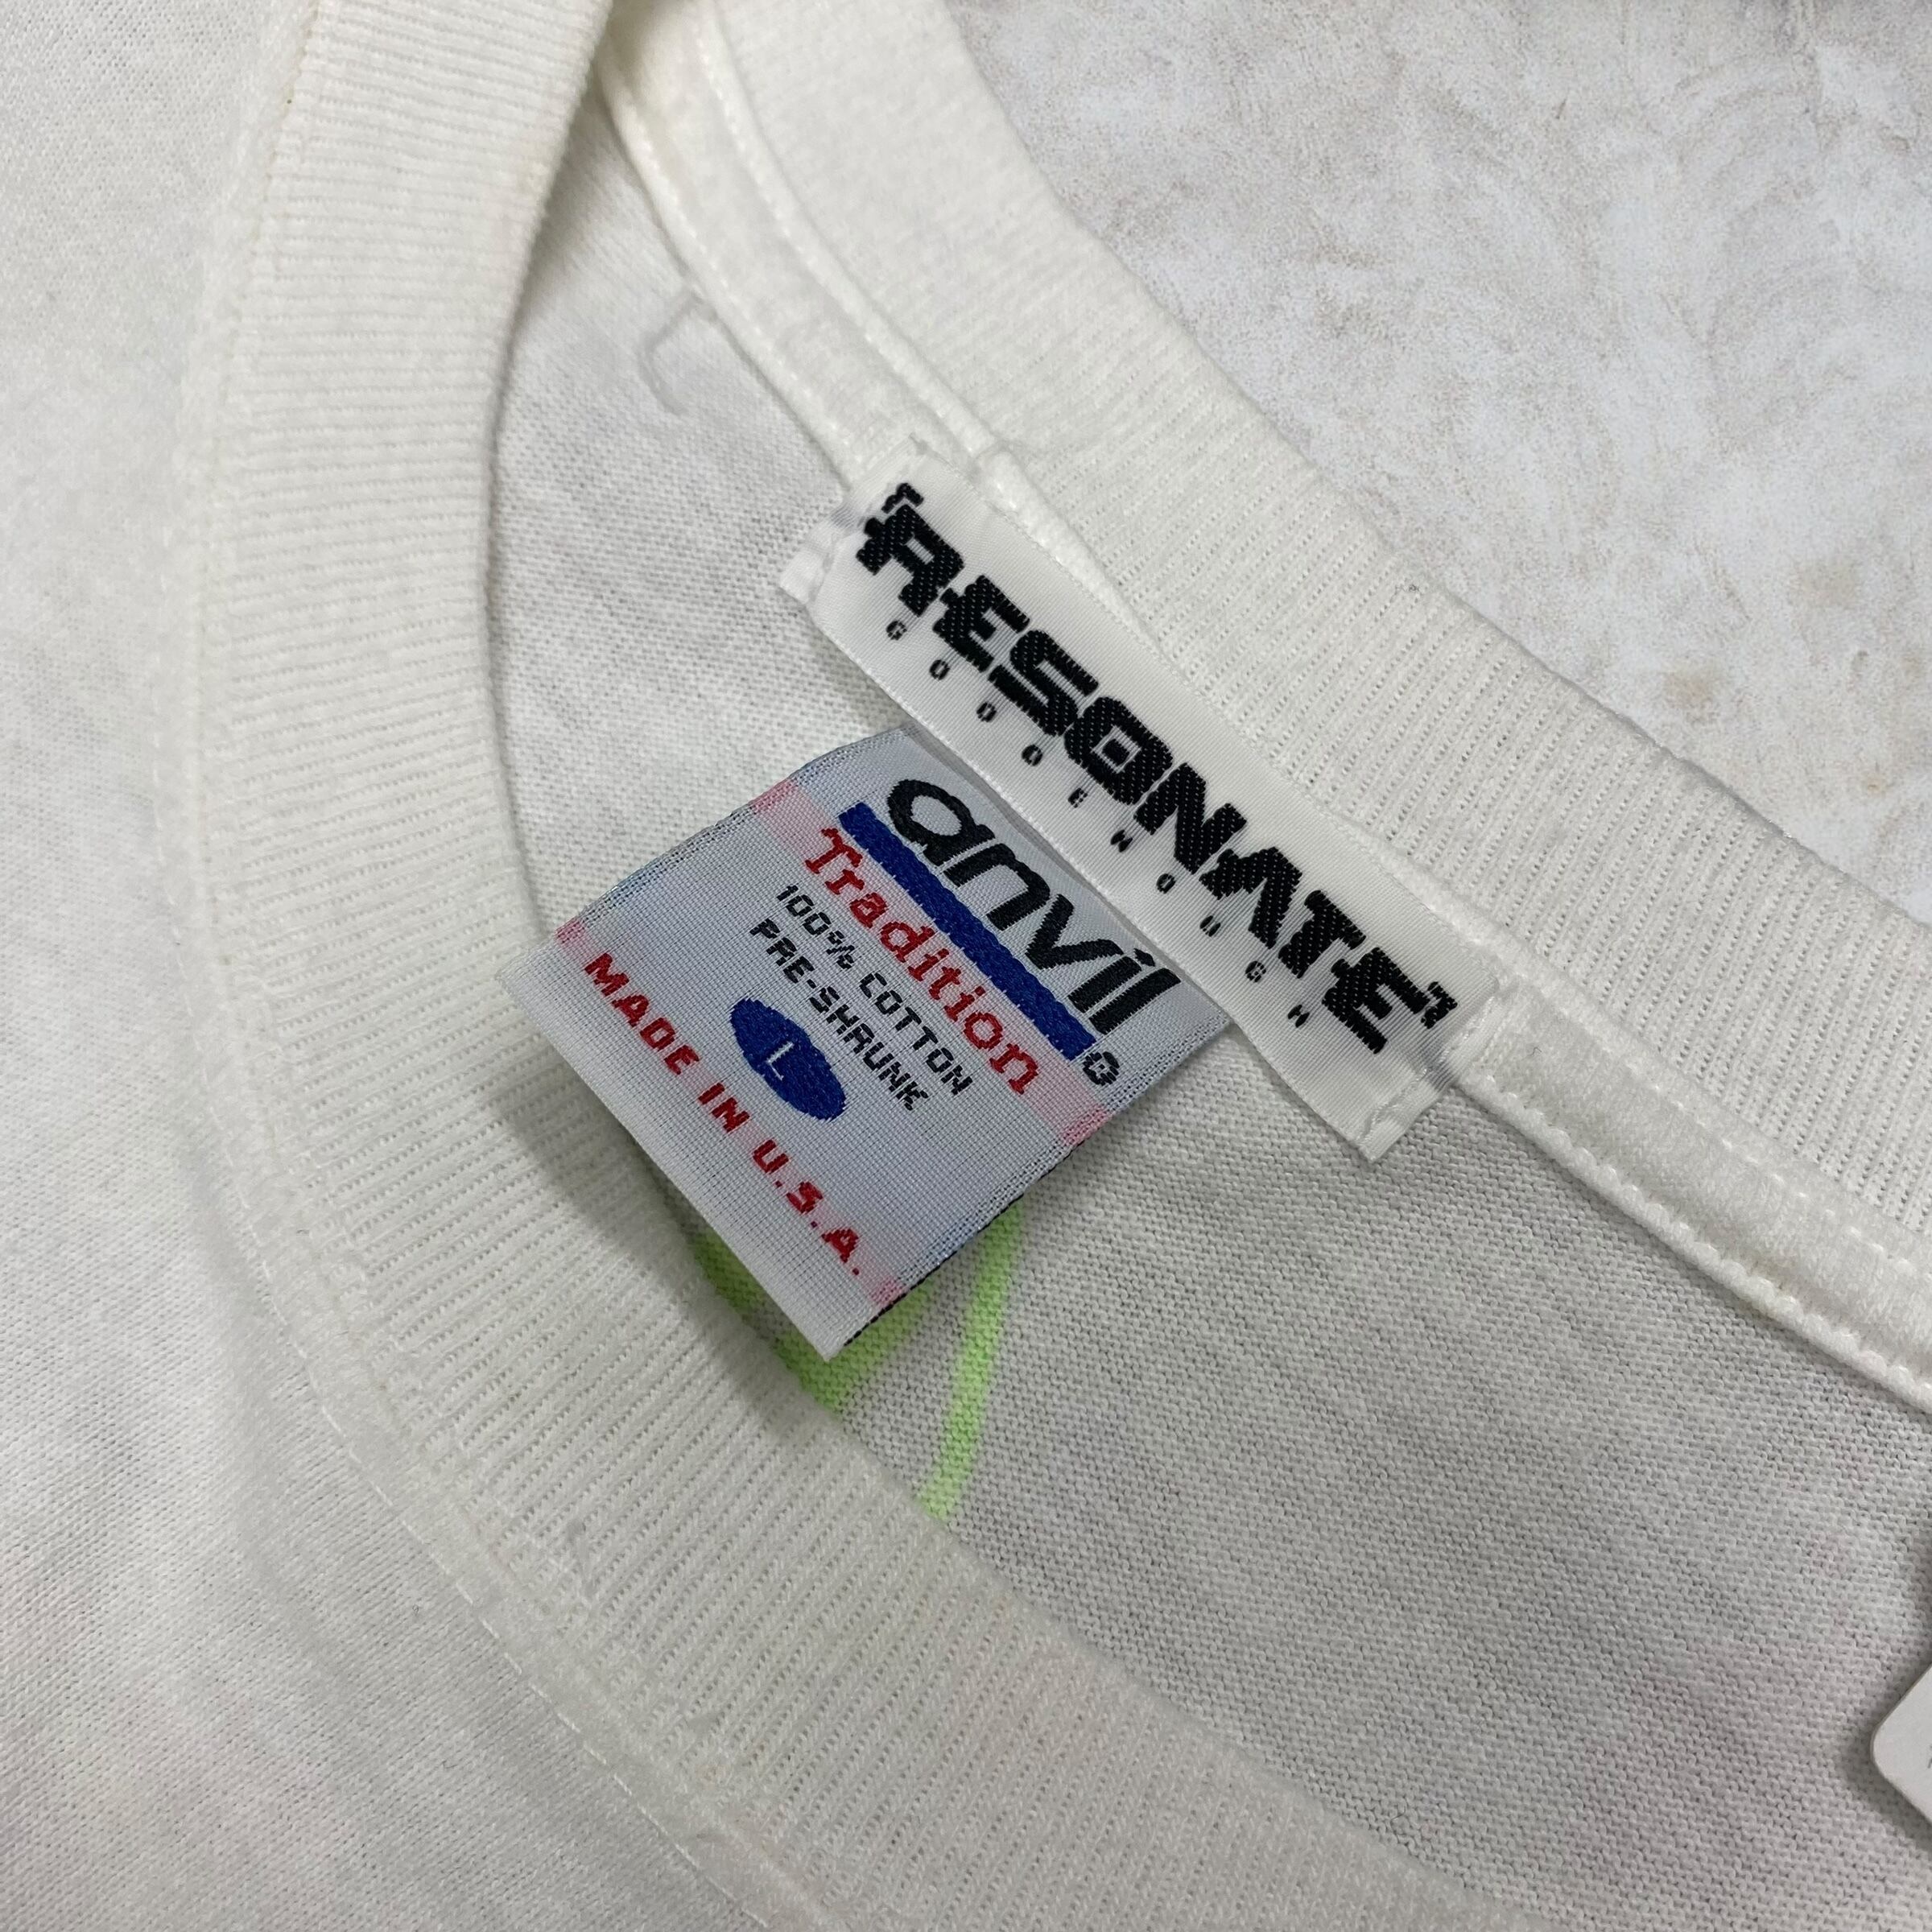 "RESONATE"
GOODENOUGH
anvil®
Tradition
100% COTTON
PRE-SHRUNK
L
MADE IN U.S.A.